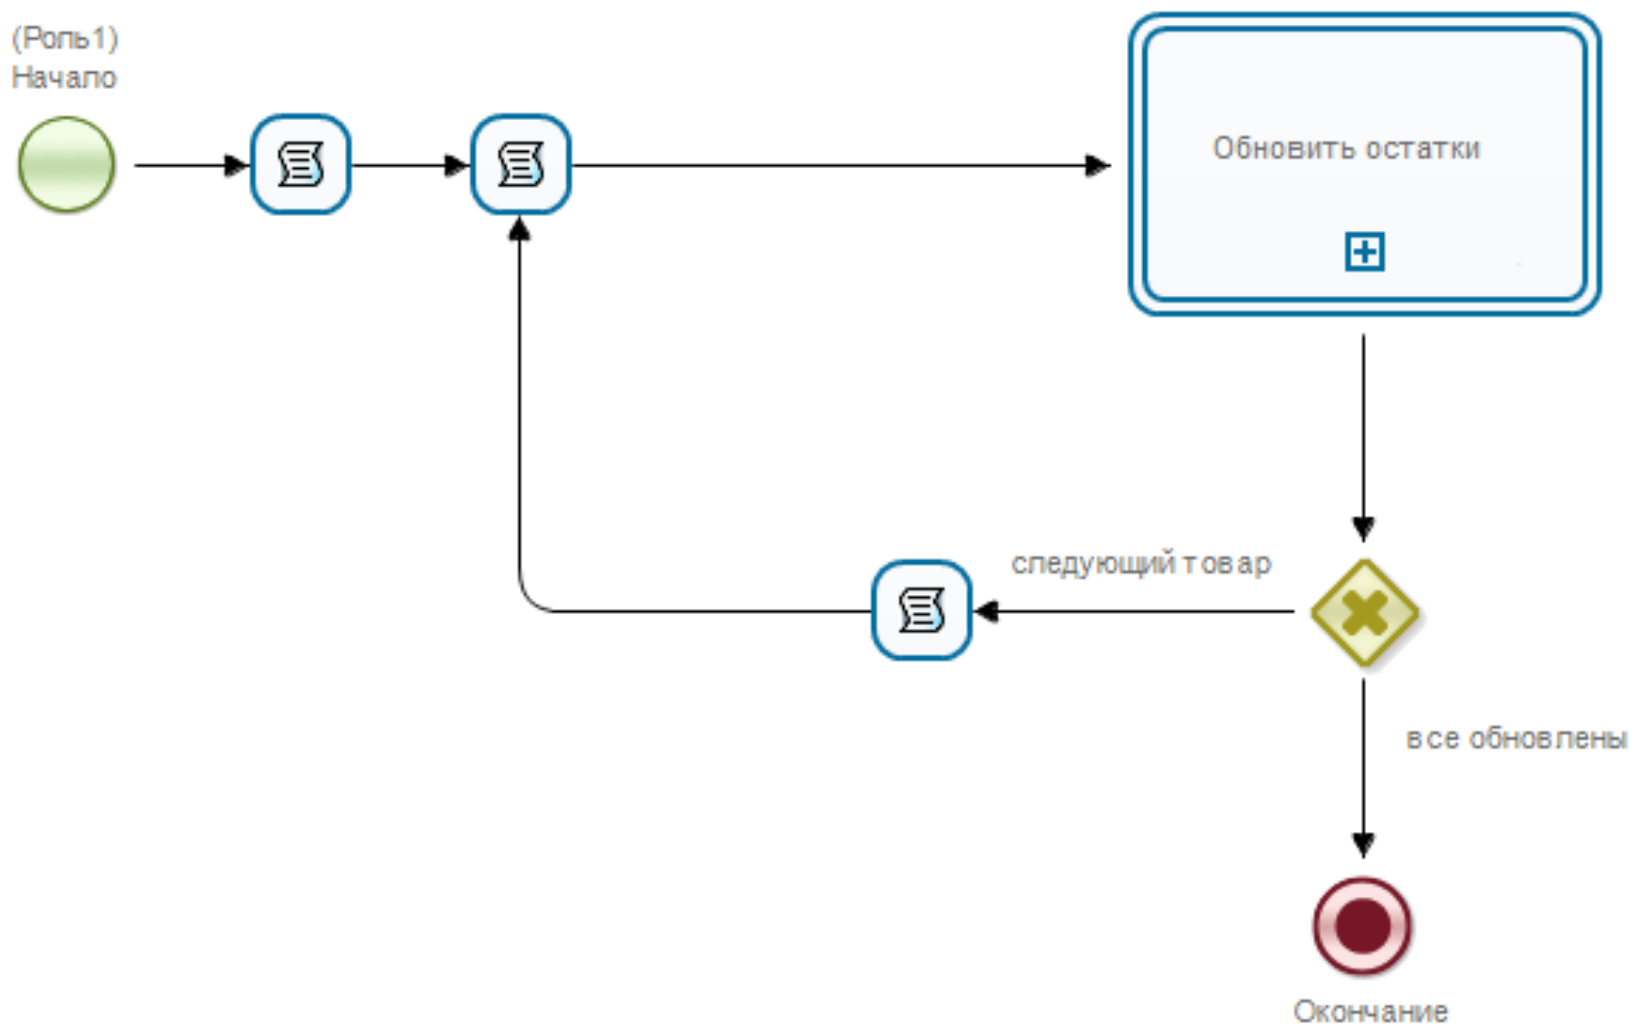 (Роль1)
Начало
Обновить остатки
следующий товар
все обновлены
Окончание